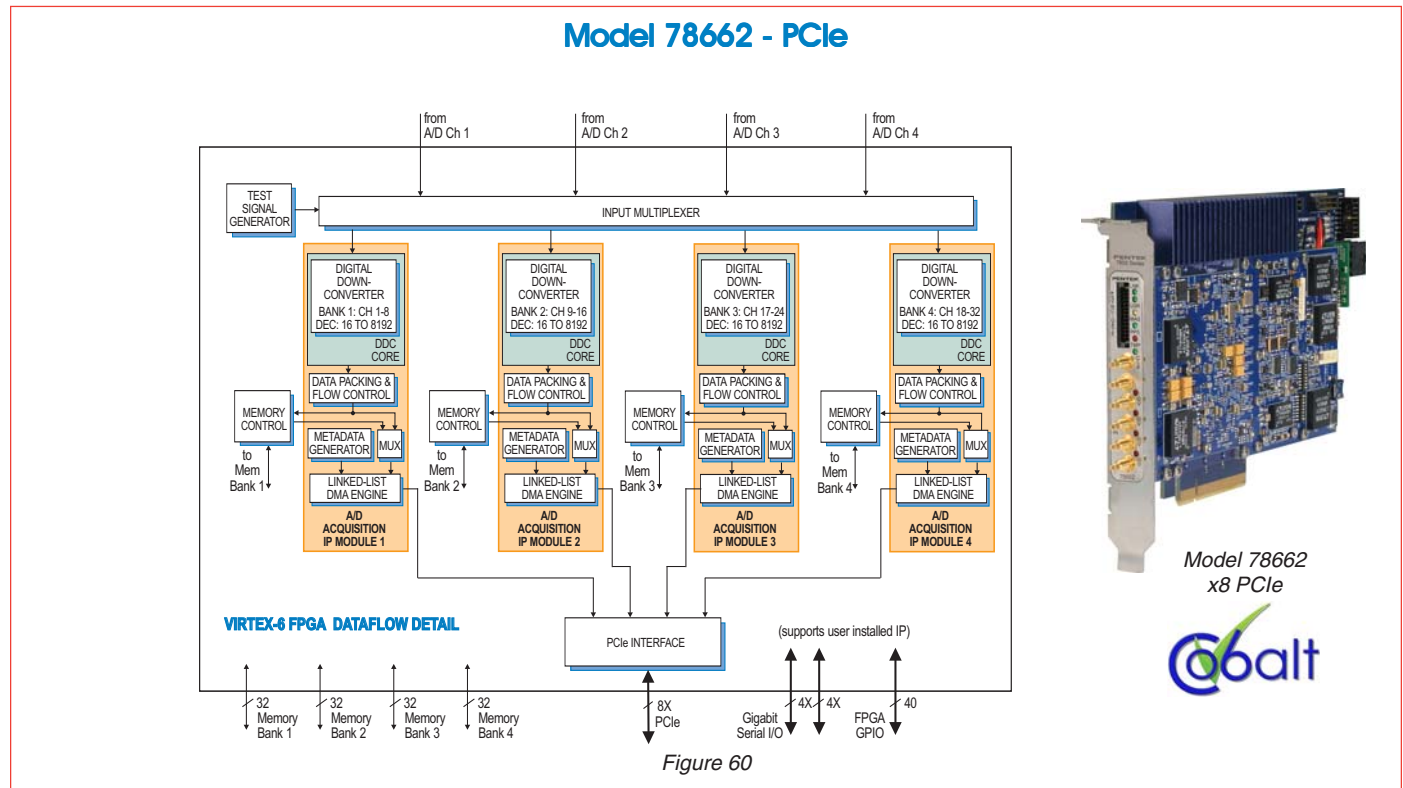 Model 78662 - PCIe
from
A/D Ch 1
from
A/D Ch 2
from
A/D Ch 3
from
A/D Ch 4
TEST
SIGNAL
GENERATOR
INPUT MULTIPLEXER
DIGITAL
DOWN-
CONVERTER
BANK 1: CH 1-8
DEC: 16 TO 8192
DDC
CORE
DATA PACKING &
FLOW CONTROL
MEMORY
CONTROL
METADATA
GENERATOR
MUX
to
Mem
Bank 1
LINKED-LIST
DMA ENGINE
A/D
ACQUISITION
IP MODULE 1
DIGITAL
DOWN-
CONVERTER
BANK 2: CH 9-16
DEC: 16 TO 8192
DDC
CORE
DATA PACKING &
FLOW CONTROL
MEMORY
CONTROL
METADATA
GENERATOR
MUX
to
Mem
Bank 2
LINKED-LIST
DMA ENGINE
A/D
ACQUISITION
IP MODULE 2
DIGITAL
DOWN-
CONVERTER
BANK 3: CH 17-24
DEC: 16 TO 8192
DDC
CORE
DATA PACKING &
FLOW CONTROL
MEMORY
CONTROL
METADATA
GENERATOR
MUX
to
Mem
Bank 3
LINKED-LIST
DMA ENGINE
A/D
ACQUISITION
IP MODULE 3
DIGITAL
DOWN-
CONVERTER
BANK 4: CH 18-32
DEC: 16 TO 8192
DDC
CORE
DATA PACKING &
FLOW CONTROL
MEMORY
CONTROL
METADATA
GENERATOR
MUX
to
Mem
Bank 4
LINKED-LIST
DMA ENGINE
A/D
ACQUISITION
IP MODULE 4
VIRTEX-6 FPGA DATAFLOW DETAIL
PCIe INTERFACE
(supports user installed IP)
32
Memory
Bank 1
32
Memory
Bank 2
32
Memory
Bank 3
32
Memory
Bank 4
8X
PCIe
Gigabit
Serial I/O
4X
4X
FPGA
GPIO
40
Figure 60
PENTEK
PENTEK
Model 78662
x8 PCIe
Cobalt